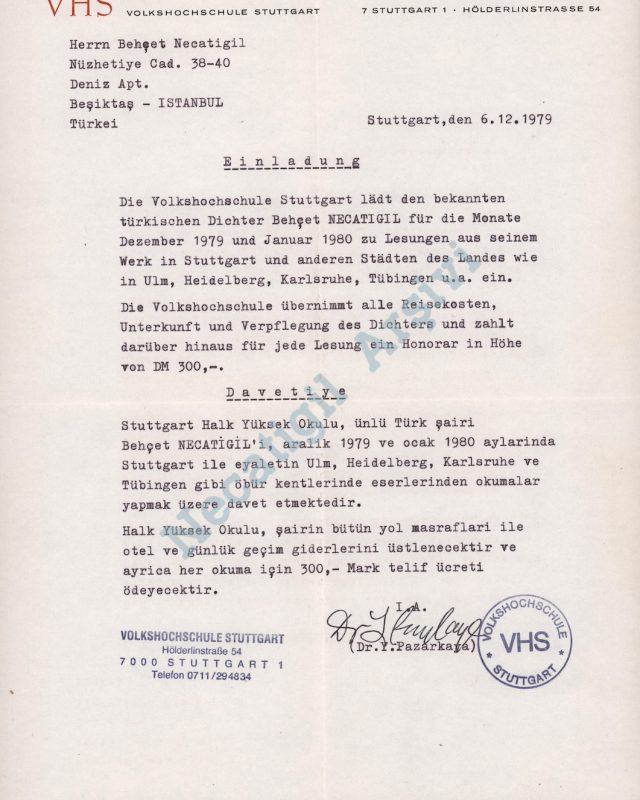 VHS VOLKSHOCHSCHULE STUTTGART 7 STUTTGART 1 · HÖLDERLINSTRASSE 54
Herrn Behçet Necatigil
Nüzhetiye Cad. 38-40
Deniz Apt.
Beşiktaş - ISTANBUL
Türkei
Stuttgart,den 6.12.1979
Einladung
Die Volkshochschule Stuttgart lädt den bekannten
türkischen Dichter Behçet NECATIGIL für die Monate
Dezember 1979 und Januar 1980 zu Lesungen aus seinem
Werk in Stuttgart und anderen Städten des Landes wie
in Ulm, Heidelberg, Karlsruhe, Tübingen u.a. ein.
Die Volkshochschule übernimmt alle Reisekosten,
Unterkunft und Verpflegung des Dichters und zahlt
darüber hinaus für jede Lesung ein Honorar in Höhe
von DM 300,-.
Davetiye
Stuttgart Halk Yüksek Okulu, ünlü Türk şairi
Behçet NECATİGİL'i, aralik 1979 ve ocak 1980 aylarinda
Stuttgart ile eyaletin Ulm, Heidelberg, Karlsruhe ve
Tübingen gibi öbür kentlerinde eserlerinden okumalar
yapmak üzere davet etmektedir.
Halk Yüksek Okulu, şairin bütün yol masraflari ile
otel ve günlük geçim giderlerini üstlenecektir ve
ayrica her okuma için 300,- Mark telif ücreti
ödeyecektir.
I.A.
(Dr.Y.Pazarkaya)
VOLKSHOCHSCHULE STUTTGART
Hölderlinstraße 54
7000 STUTTGART 1
Telefon 0711/294834
VOLKSHOCHSCHULE
VHS
STUTTGART
Necatigil Arşivi